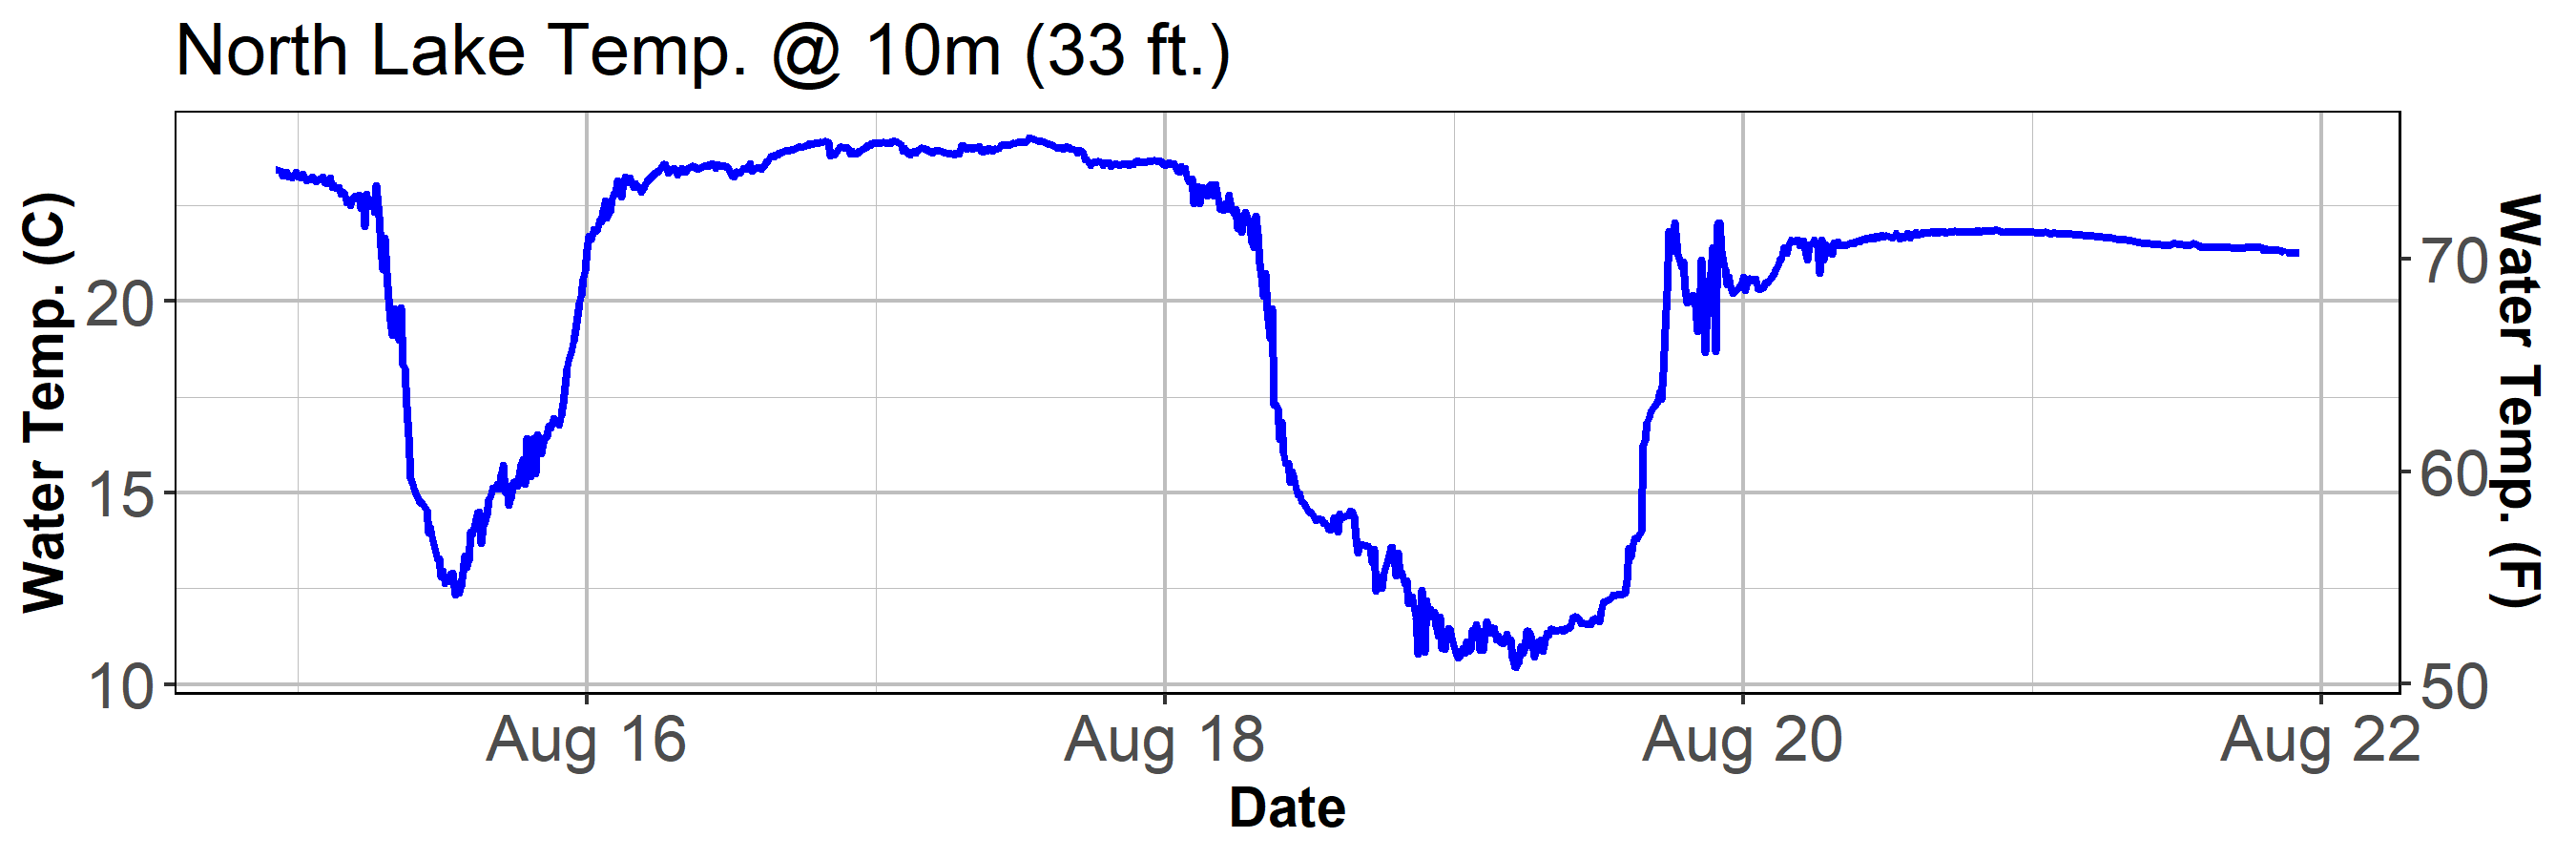 North Lake Temp. @ 10m (33 ft.)
Water Temp. (C)
20
15
10
70
60
50
Water Temp. (F)
Aug 16
Aug 18
Aug 20
Aug 22
Date